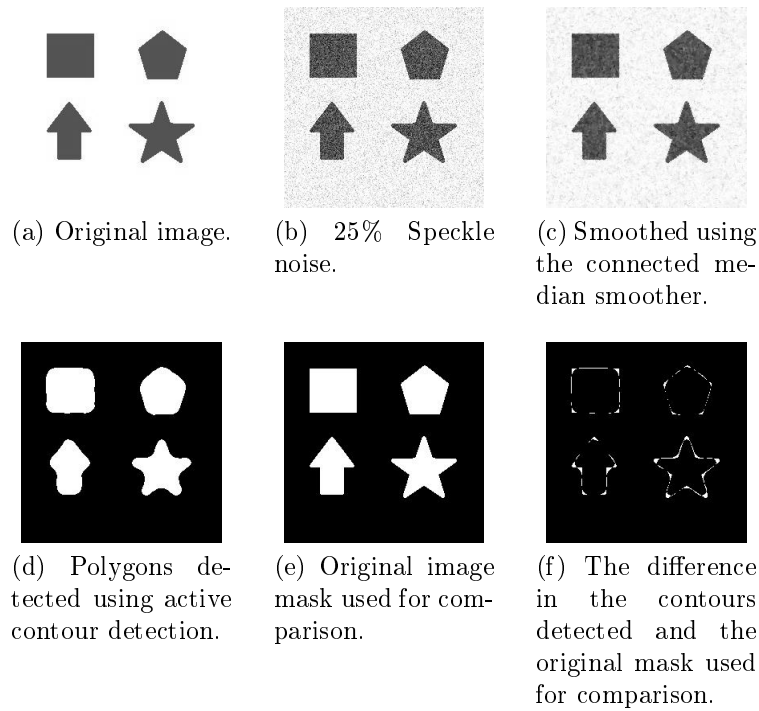 (a) Original image.
(b) 25% Speckle
noise.
(c) Smoothed using
the connected me-
dian smoother.
(d) Polygons de-
tected using active
contour detection.
(e) Original image
mask used for com-
parison.
(f) The difference
in the contours
detected and the
original mask used
for comparison.